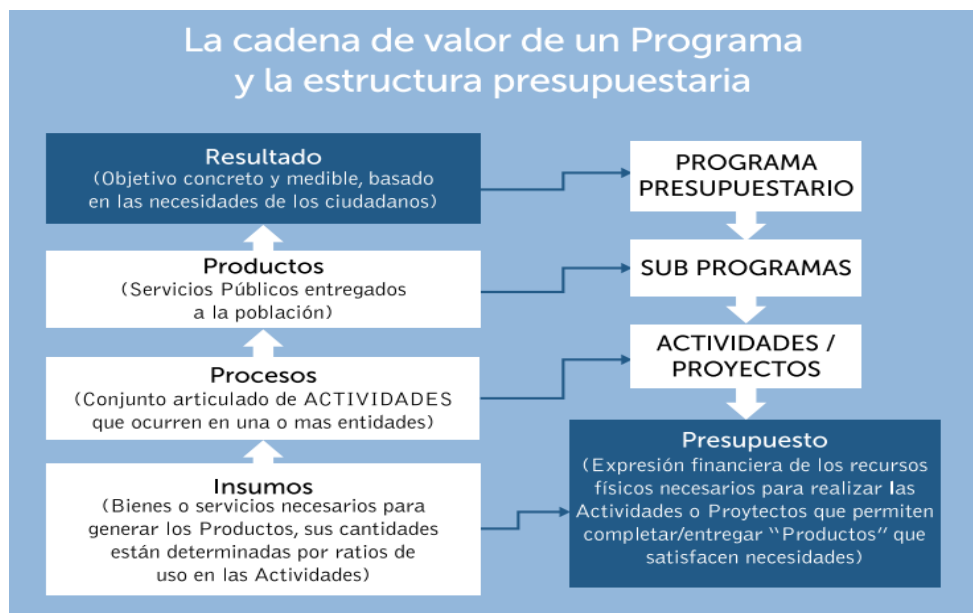 La cadena de valor de un Programa
y la estructura presupuestaria
Resultado
(Objetivo concreto y medible, basado
en las necesidades de los ciudadanos)
Productos
(Servicios Públicos entregados
a la población)
Procesos
(Conjunto articulado de ACTIVIDADES
que ocurren en una o mas entidades)
Insumos
(Bienes o servicios necesarios para
generar los Productos, sus cantidades
están determinadas por ratios de
uso en las Actividades)
PROGRAMA
PRESUPUESTARIO
SUB PROGRAMAS
ACTIVIDADES /
PROYECTOS
Presupuesto
(Expresión financiera de los recursos
físicos necesarios para realizar las
Actividades o Proytectos que permiten
completar/entregar “Productos” que
satisfacen necesidades)